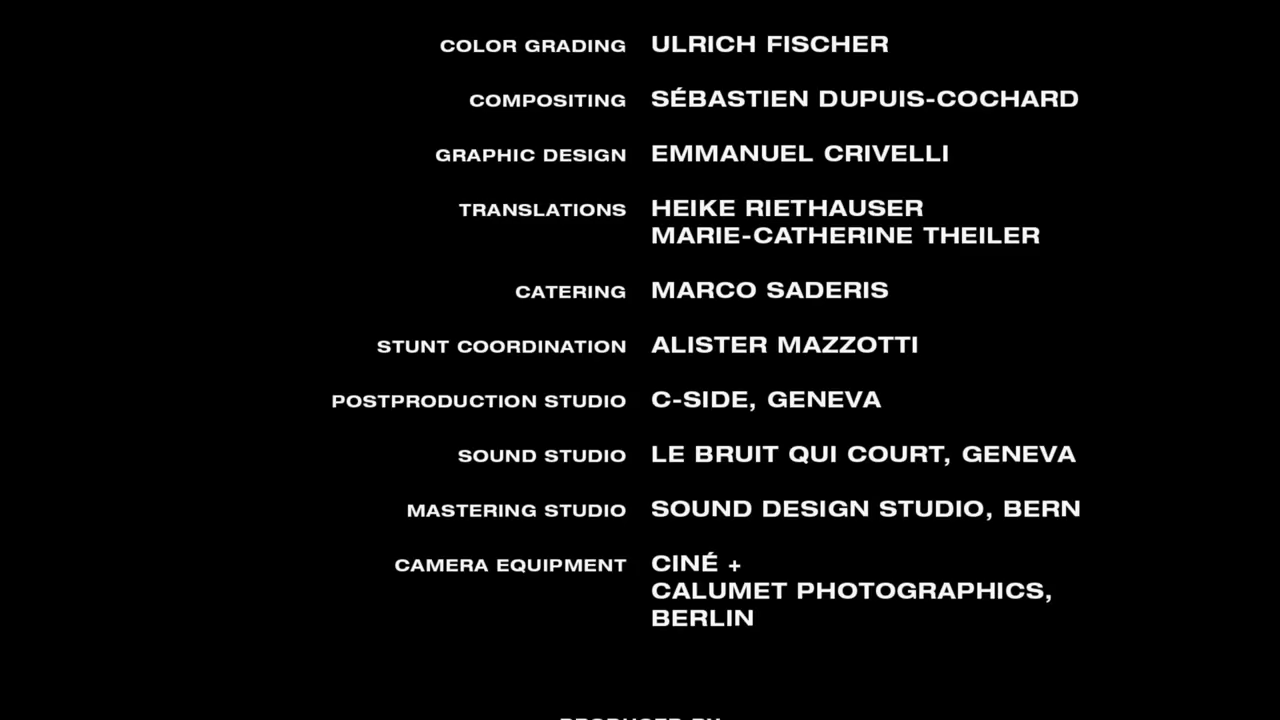 COLOR GRADING ULRICH FISCHER
COMPOSITING SÉBASTIEN DUPUIS-COCHARD
GRAPHIC DESIGN EMMANUEL CRIVELLI
TRANSLATIONS HEIKE RIETHAUSER
MARIE-CATHERINE THEILER
CATERING MARCO SADERIS
STUNT COORDINATION ALISTER MAZZOTTI
POSTPRODUCTION STUDIO C-SIDE, GENEVA
SOUND STUDIO LE BRUIT QUI COURT, GENEVA
MASTERING STUDIO SOUND DESIGN STUDIO, BERN
CAMERA EQUIPMENT CINÉ +
CALUMET PHOTOGRAPHICS,
BERLIN
PRODUCED BY